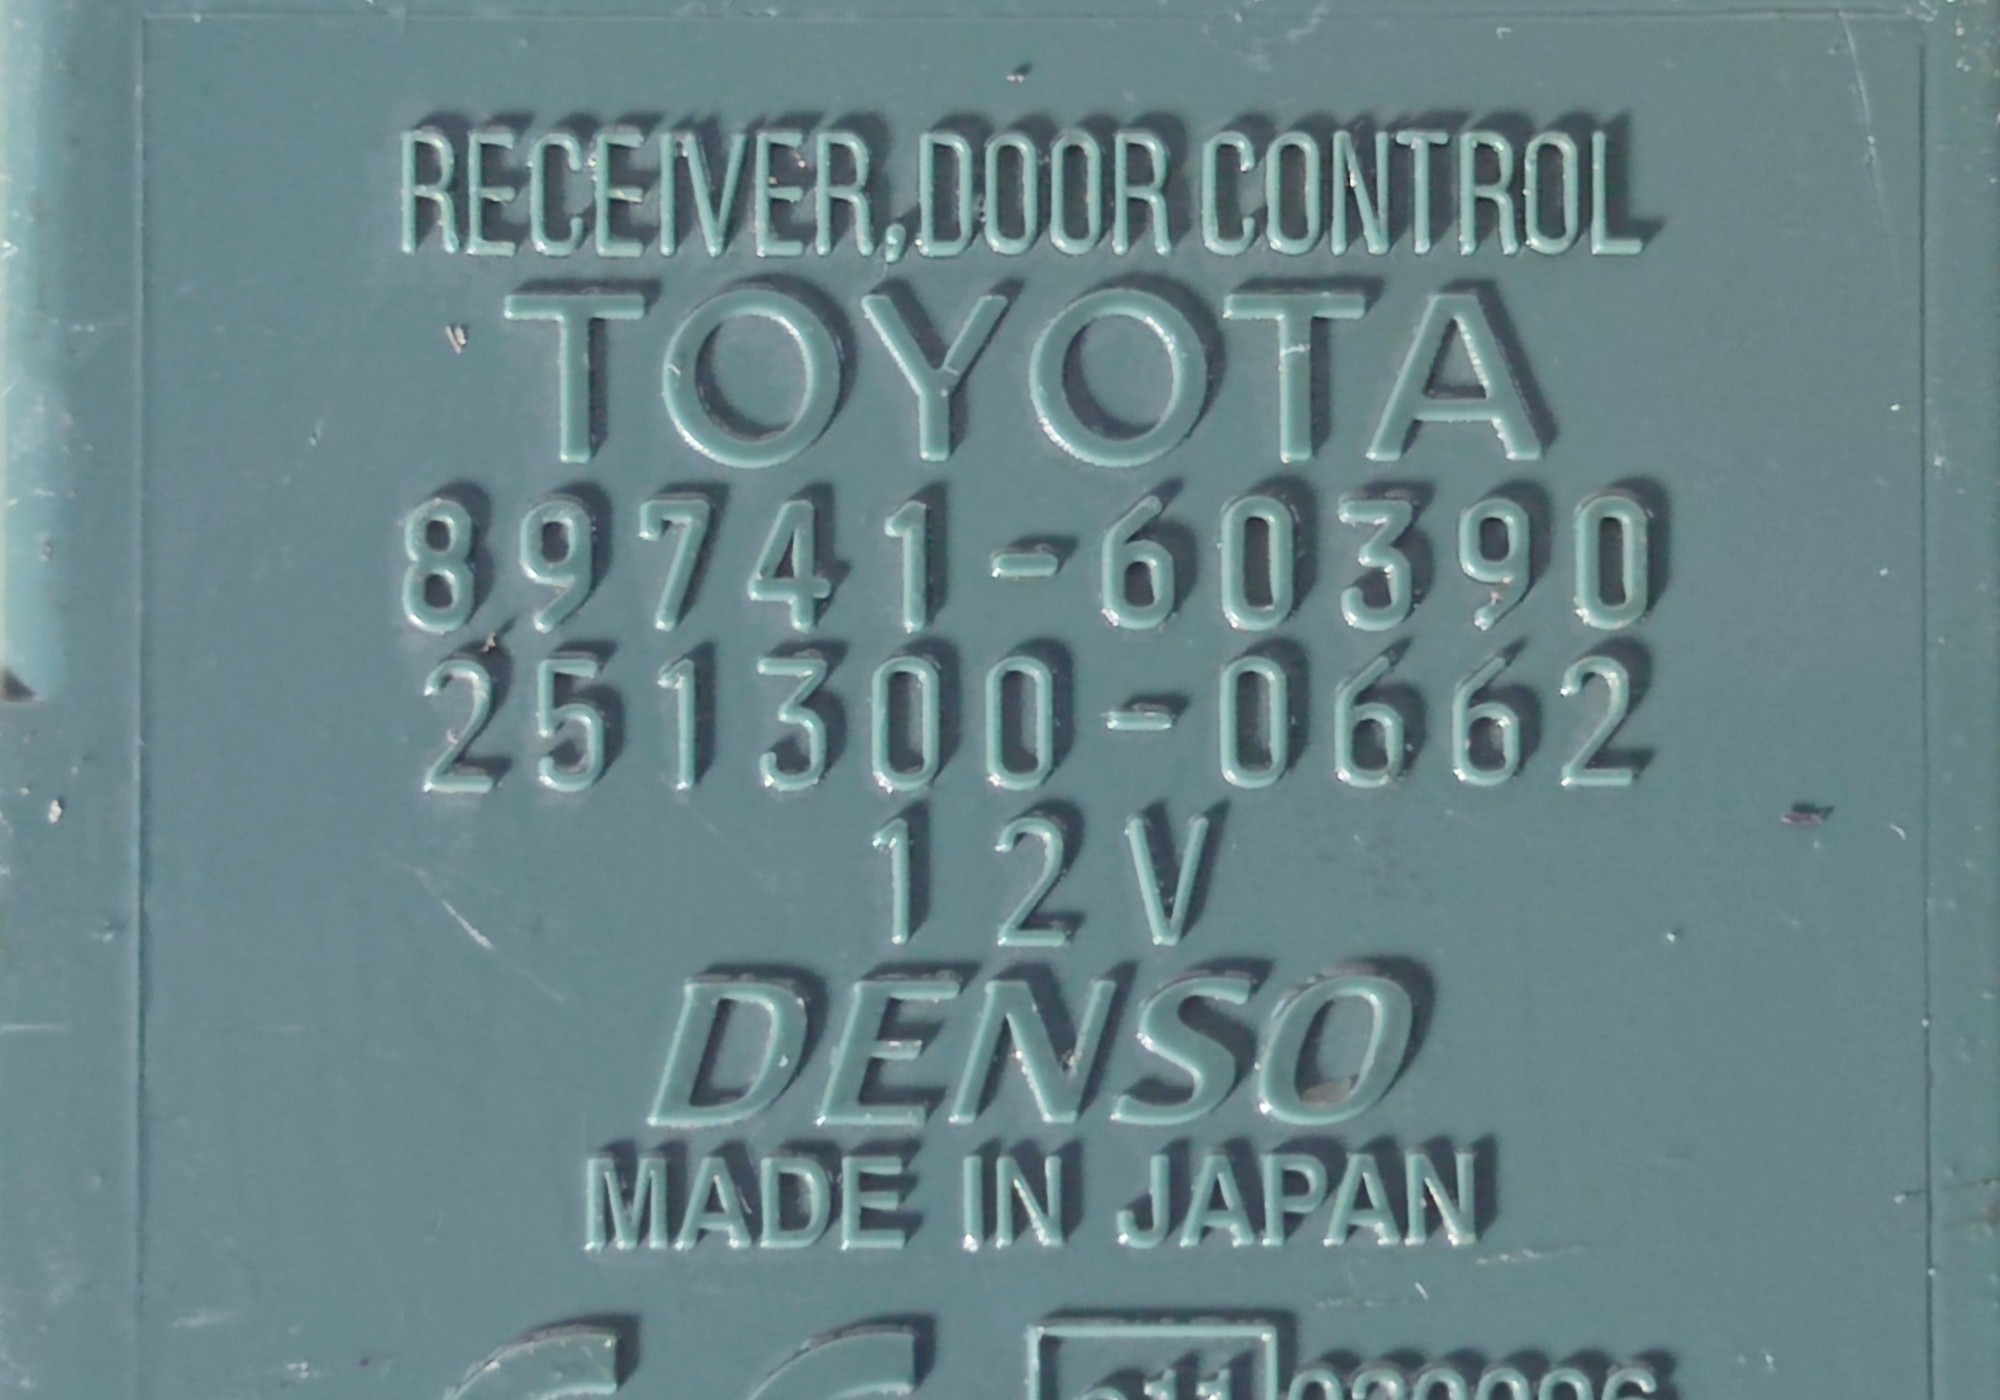 RECEIVER,DOOR CONTROL
TOYOTA
89741-60390
251300-0662
12V
DENSO
MADE IN JAPAN